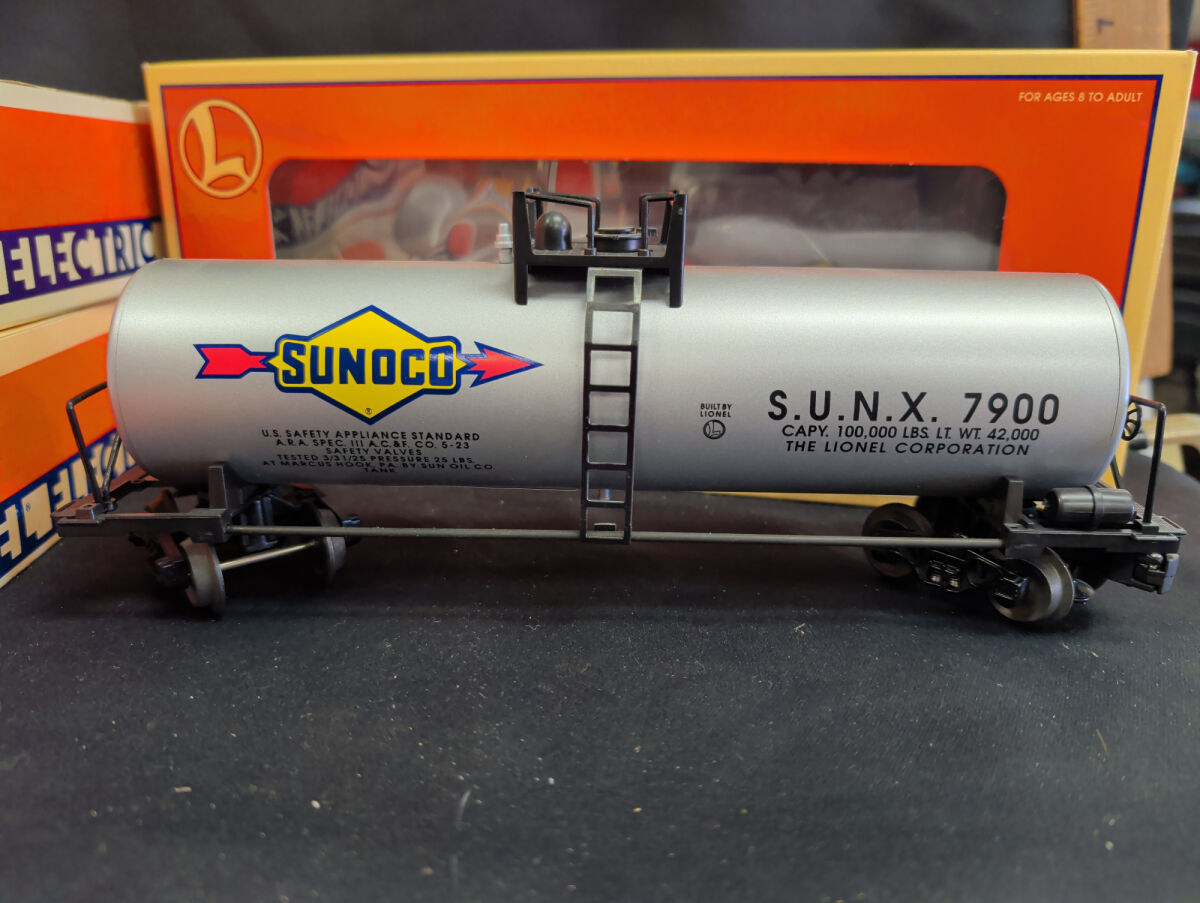 FOR AGES 8 TO ADULT
L
ELECTRIC
SUNOCO
®
U.S. SAFETY APPLIANCE STANDARD
A.R.A. SPEC. III A.C.&F. CO. 5-23
SAFETY VALVES
TESTED 3/31/25 PRESSURE 25 LBS.
AT MARCUS HOOK, PA. BY SUN OIL CO.
TANK
BUILT BY
LIONEL
L
S.U.N.X. 7900
CAPY. 100,000 LBS. LT. WT. 42,000
THE LIONEL CORPORATION